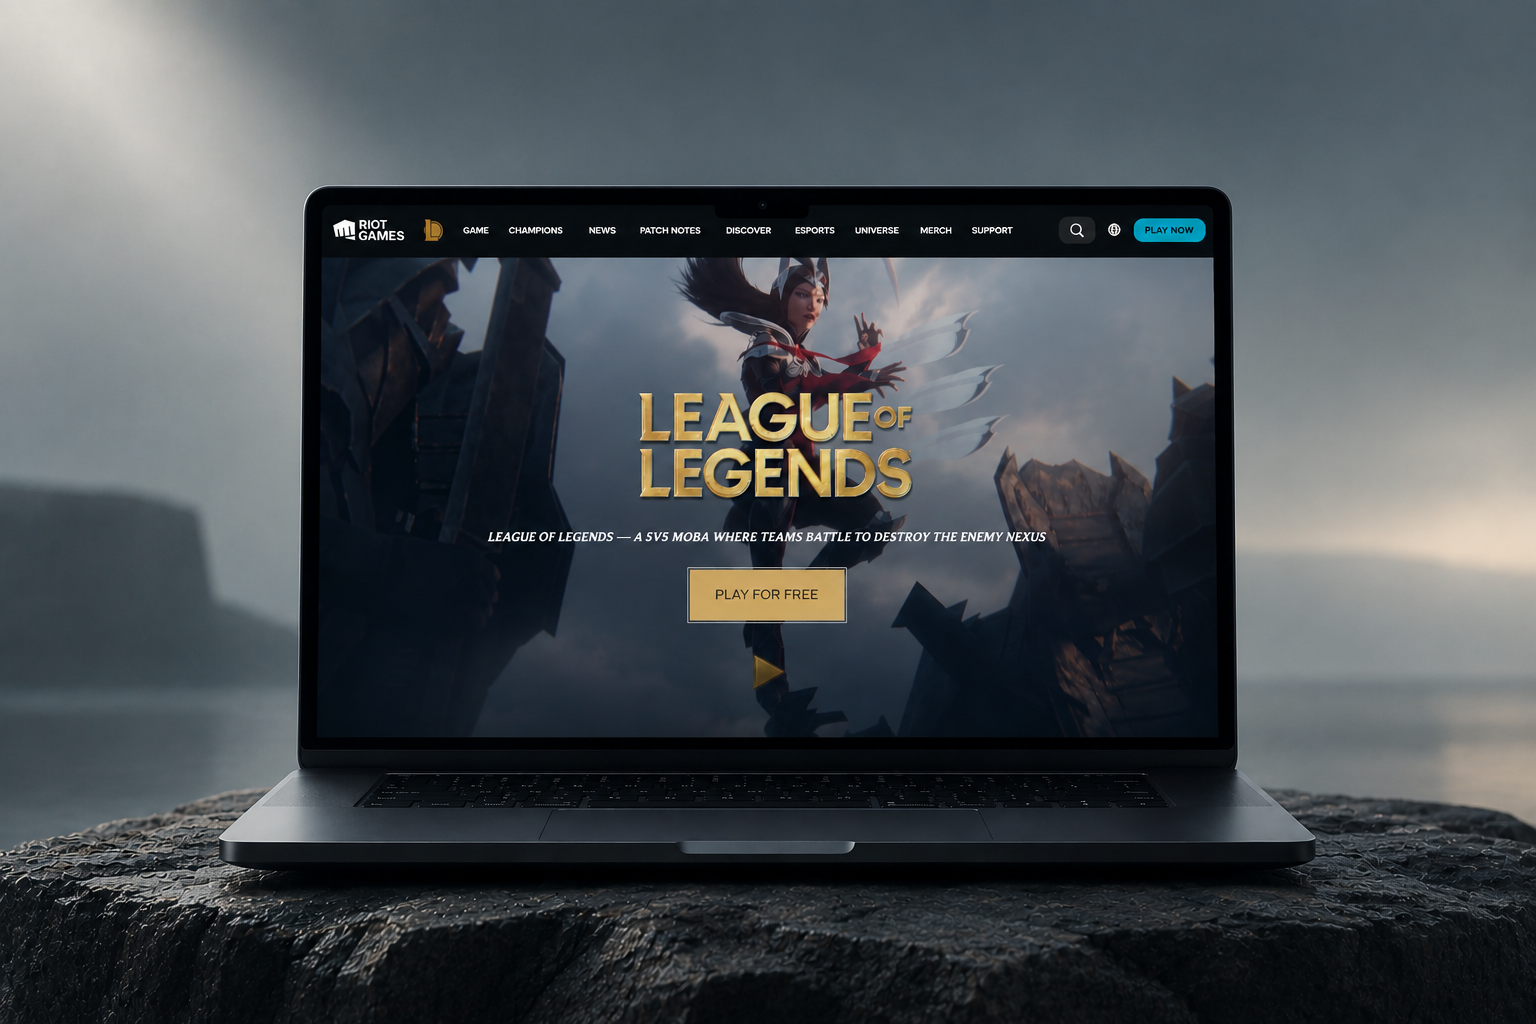 RIOT
GAMES
GAME CHAMPIONS NEWS PATCH NOTES DISCOVER ESPORTS UNIVERSE MERCH SUPPORT PLAY NOW
LEAGUE OF
LEGENDS
LEAGUE OF LEGENDS — A 5V5 MOBA WHERE TEAMS BATTLE TO DESTROY THE ENEMY NEXUS
PLAY FOR FREE